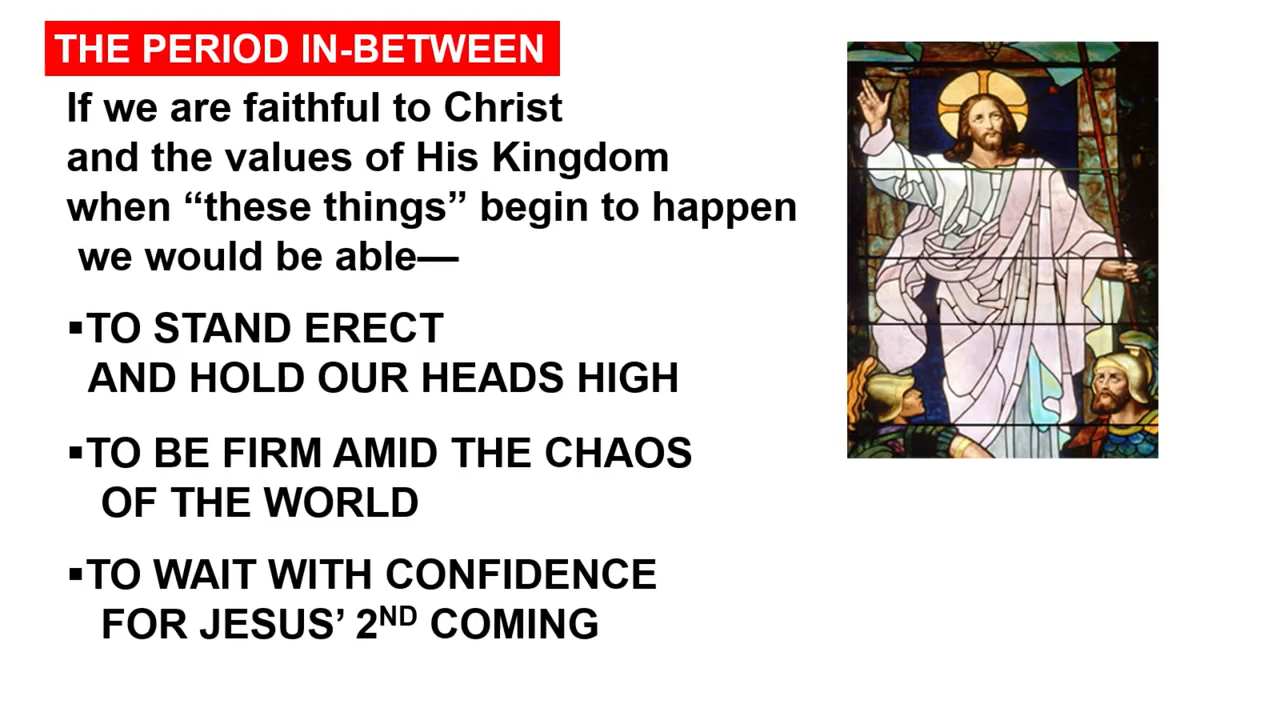 THE PERIOD IN-BETWEEN
If we are faithful to Christ
and the values of His Kingdom
when “these things” begin to happen
we would be able—
▪TO STAND ERECT
AND HOLD OUR HEADS HIGH
▪TO BE FIRM AMID THE CHAOS
OF THE WORLD
▪TO WAIT WITH CONFIDENCE
FOR JESUS’ 2ND COMING